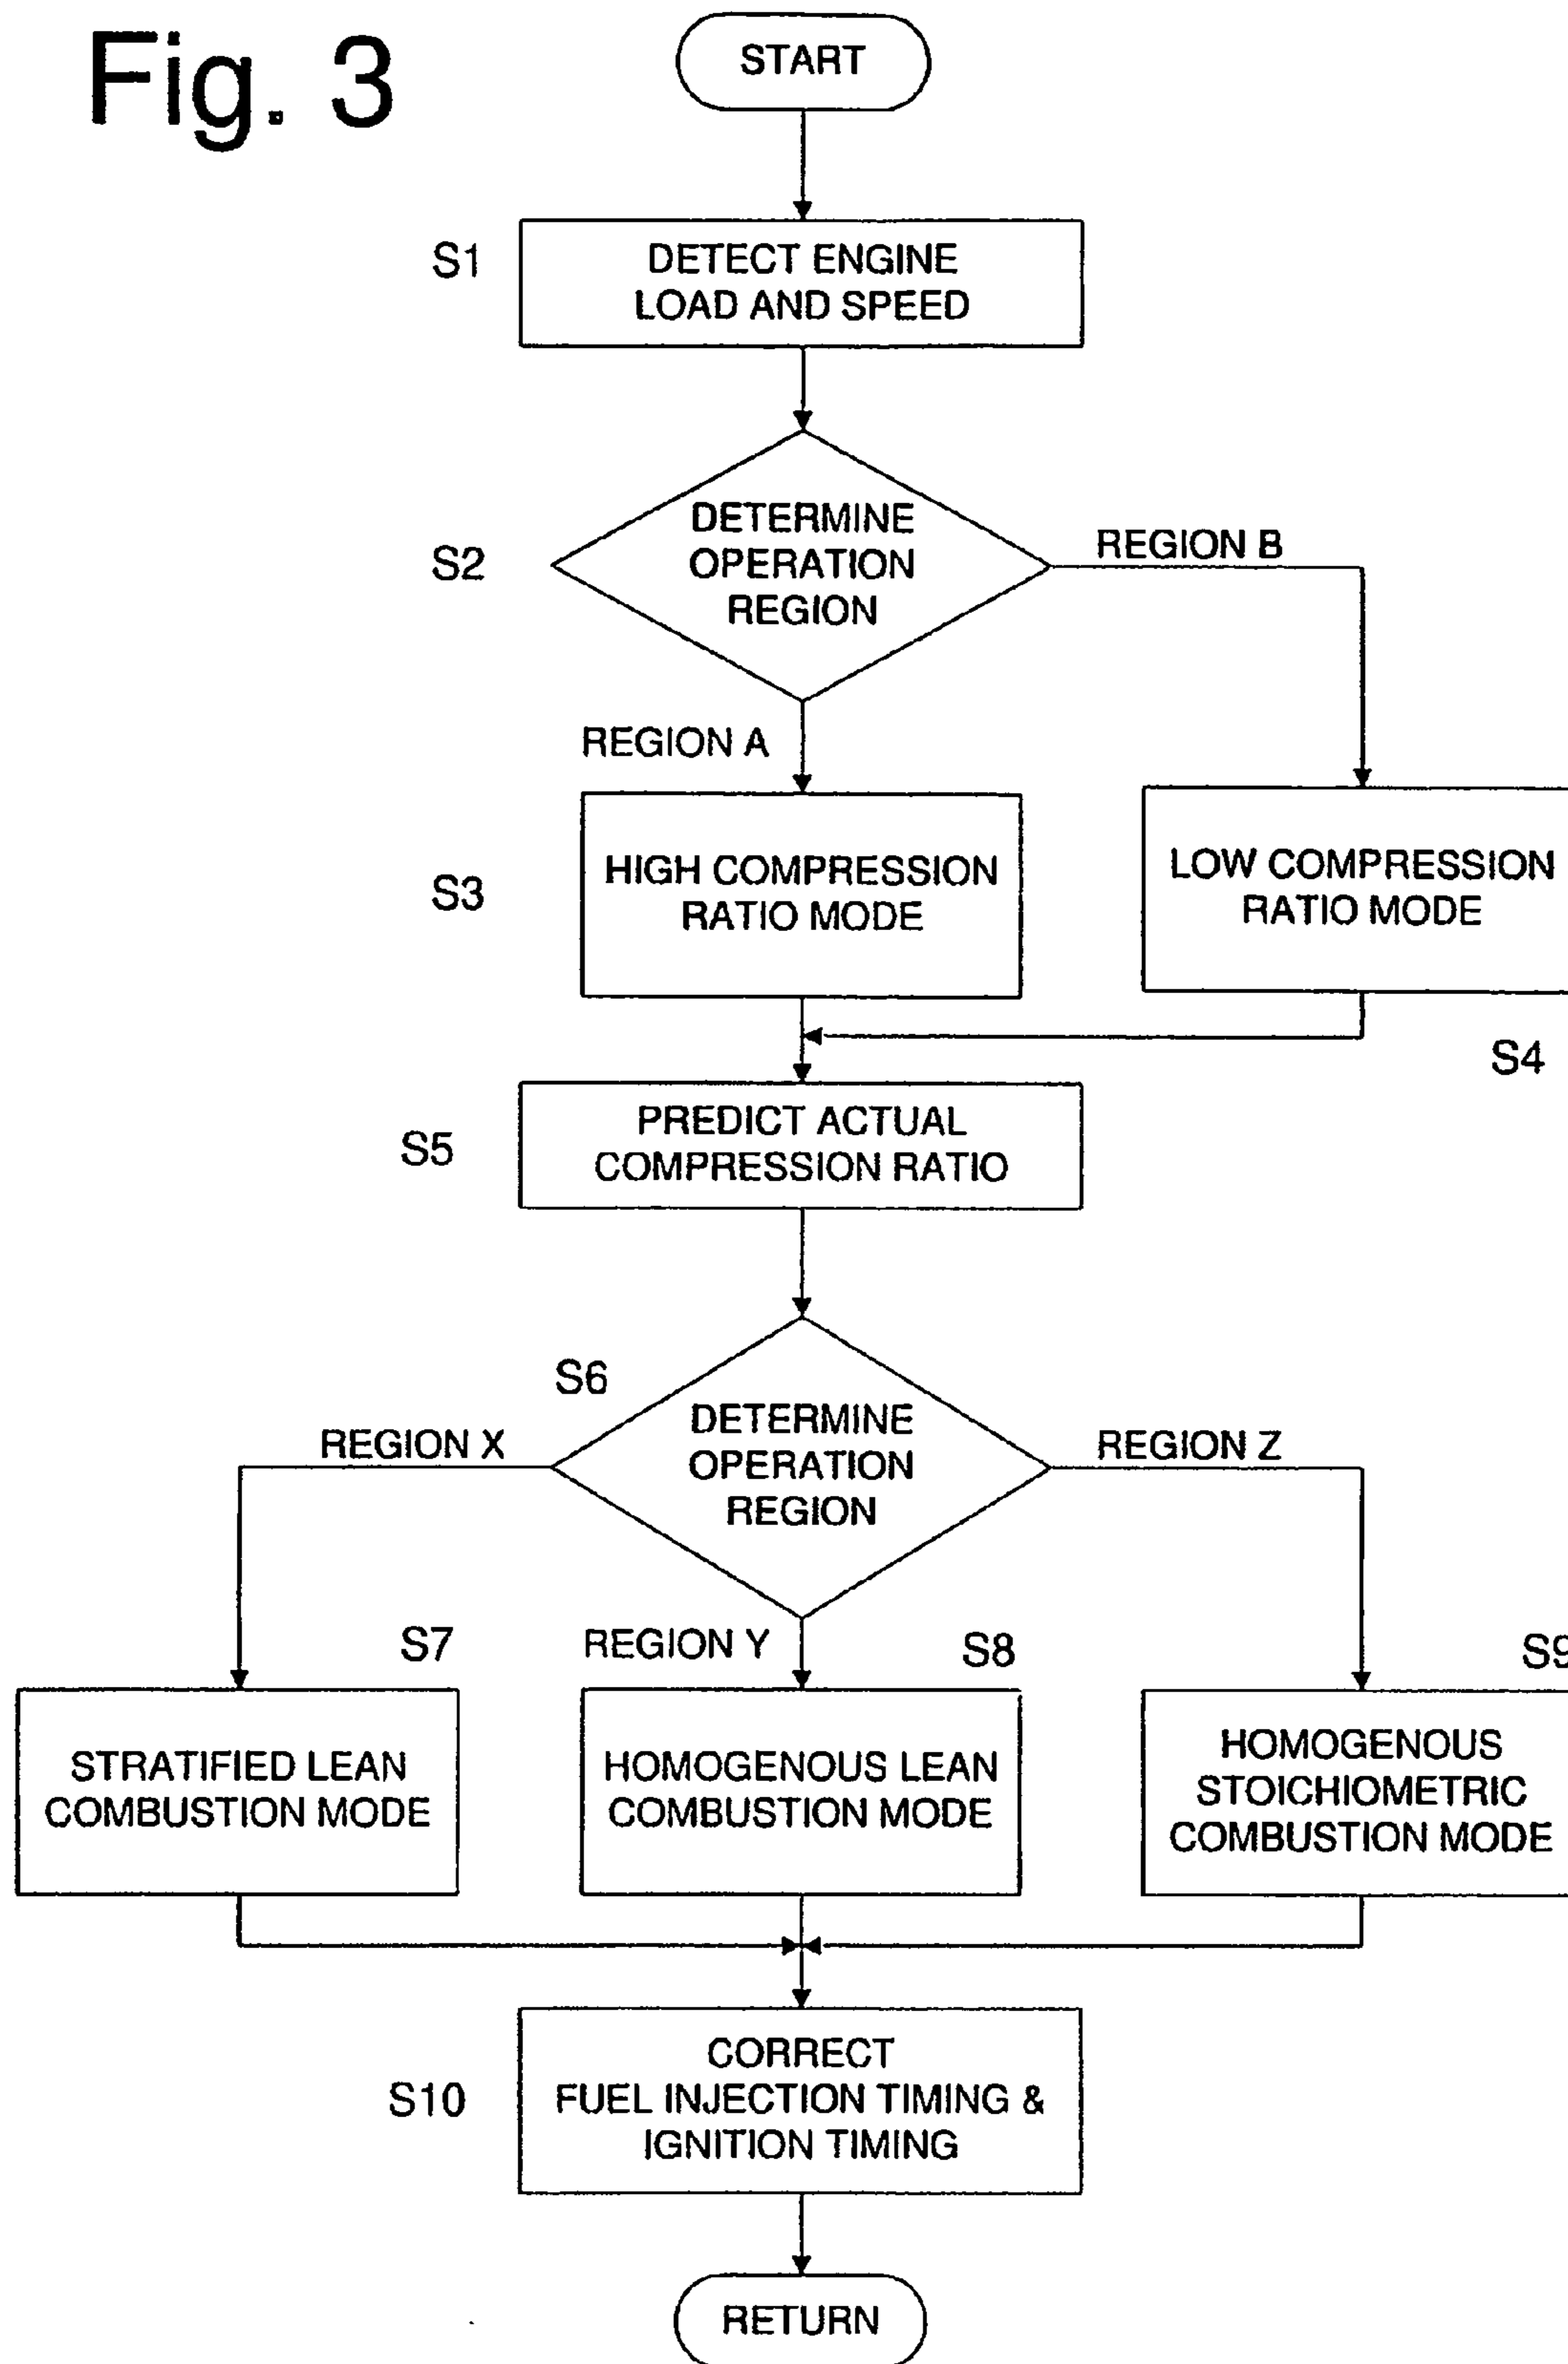 Fig. 3
START
S1
DETECT ENGINE
LOAD AND SPEED
S2
DETERMINE
OPERATION
REGION
REGION B
REGION A
S3
HIGH COMPRESSION
RATIO MODE
LOW COMPRESSION
RATIO MODE
S4
S5
PREDICT ACTUAL
COMPRESSION RATIO
S6
DETERMINE
OPERATION
REGION
REGION X
REGION Z
S7
REGION Y
S8
S9
STRATIFIED LEAN
COMBUSTION MODE
HOMOGENOUS LEAN
COMBUSTION MODE
HOMOGENOUS
STOICHIOMETRIC
COMBUSTION MODE
S10
CORRECT
FUEL INJECTION TIMING &
IGNITION TIMING
RETURN